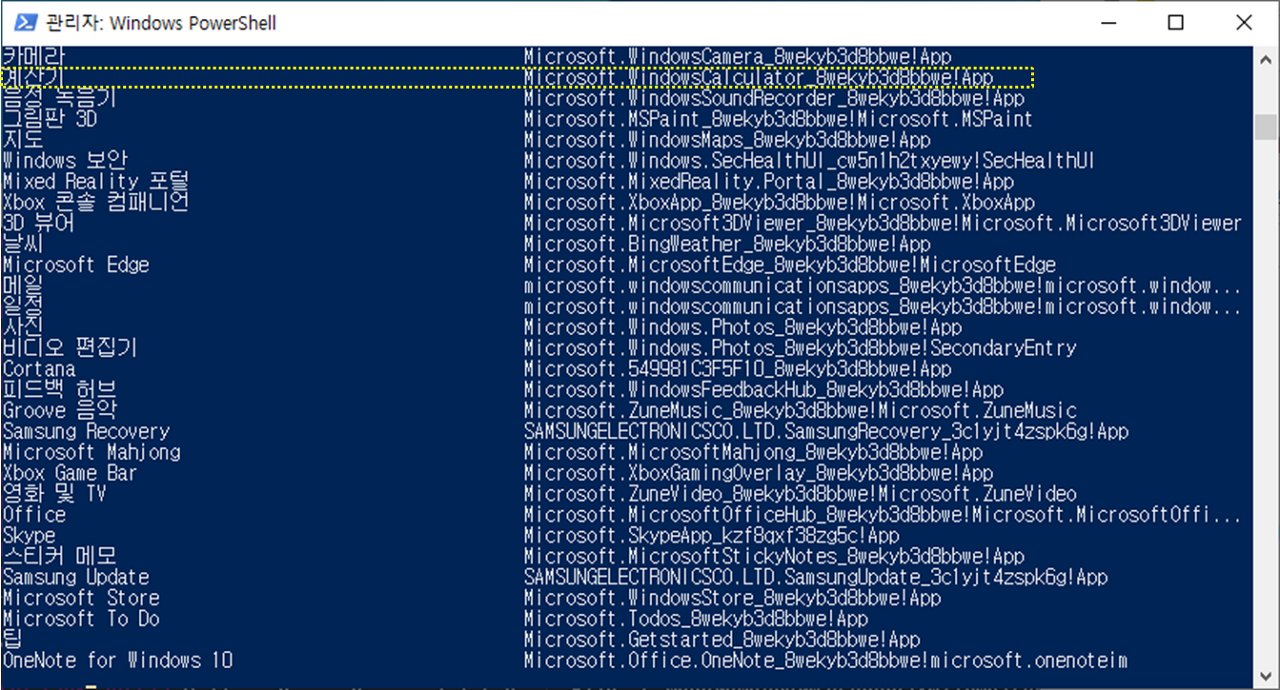 관리자: Windows PowerShell
카메라 Microsoft.WindowsCamera_8wekyb3d8bbwe!App
계산기 Microsoft.WindowsCalculator_8wekyb3d8bbwe!App
음성 녹음기 Microsoft.WindowsSoundRecorder_8wekyb3d8bbwe!App
그림판 3D Microsoft.MSPaint_8wekyb3d8bbwe!Microsoft.MSPaint
지도 Microsoft.WindowsMaps_8wekyb3d8bbwe!App
Windows 보안 Microsoft.Windows.SecHealthUI_cw5n1h2txyewy!SecHealthUI
Mixed Reality 포털 Microsoft.MixedReality.Portal_8wekyb3d8bbwe!App
Xbox 콘솔 컴패니언 Microsoft.XboxApp_8wekyb3d8bbwe!Microsoft.XboxApp
3D 뷰어 Microsoft.Microsoft3DViewer_8wekyb3d8bbwe!Microsoft.Microsoft3DViewer
날씨 Microsoft.BingWeather_8wekyb3d8bbwe!App
Microsoft Edge Microsoft.MicrosoftEdge_8wekyb3d8bbwe!MicrosoftEdge
메일 microsoft.windowscommunicationsapps_8wekyb3d8bbwe!microsoft.window...
일정 microsoft.windowscommunicationsapps_8wekyb3d8bbwe!microsoft.window...
사진 Microsoft.Windows.Photos_8wekyb3d8bbwe!App
비디오 편집기 Microsoft.Windows.Photos_8wekyb3d8bbwe!SecondaryEntry
Cortana Microsoft.549981C3F5F10_8wekyb3d8bbwe!App
피드백 허브 Microsoft.WindowsFeedbackHub_8wekyb3d8bbwe!App
Groove 음악 Microsoft.ZuneMusic_8wekyb3d8bbwe!Microsoft.ZuneMusic
Samsung Recovery SAMSUNGELECTRONICSCO.LTD.SamsungRecovery_3c1yjt4zspk6g!App
Microsoft Mahjong Microsoft.MicrosoftMahjong_8wekyb3d8bbwe!App
Xbox Game Bar Microsoft.XboxGamingOverlay_8wekyb3d8bbwe!App
영화 및 TV Microsoft.ZuneVideo_8wekyb3d8bbwe!Microsoft.ZuneVideo
Office Microsoft.MicrosoftOfficeHub_8wekyb3d8bbwe!Microsoft.MicrosoftOffi...
Skype Microsoft.SkypeApp_kzf8qxf38zg5c!App
스티커 메모 Microsoft.MicrosoftStickyNotes_8wekyb3d8bbwe!App
Samsung Update SAMSUNGELECTRONICSCO.LTD.SamsungUpdate_3c1yjt4zspk6g!App
Microsoft Store Microsoft.WindowsStore_8wekyb3d8bbwe!App
Microsoft To Do Microsoft.Todos_8wekyb3d8bbwe!App
팁 Microsoft.Getstarted_8wekyb3d8bbwe!App
OneNote for Windows 10 Microsoft.Office.OneNote_8wekyb3d8bbwe!microsoft.onenoteim